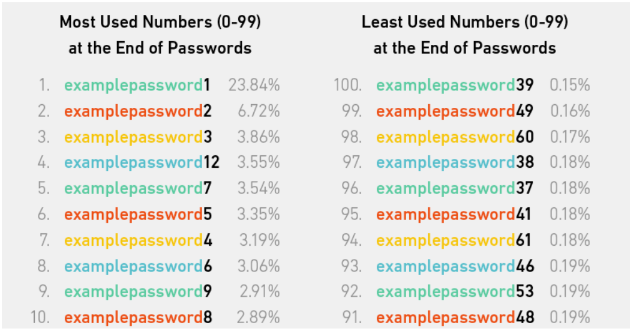 Most Used Numbers (0-99)
at the End of Passwords
1. examplepassword1 23.84%
2. examplepassword2 6.72%
3. examplepassword3 3.86%
4. examplepassword12 3.55%
5. examplepassword7 3.54%
6. examplepassword5 3.35%
7. examplepassword4 3.19%
8. examplepassword6 3.06%
9. examplepassword9 2.91%
10. examplepassword8 2.89%
Least Used Numbers (0-99)
at the End of Passwords
100. examplepassword39 0.15%
99. examplepassword49 0.16%
98. examplepassword60 0.17%
97. examplepassword38 0.18%
96. examplepassword37 0.18%
95. examplepassword41 0.18%
94. examplepassword61 0.18%
93. examplepassword46 0.19%
92. examplepassword53 0.19%
91. examplepassword48 0.19%